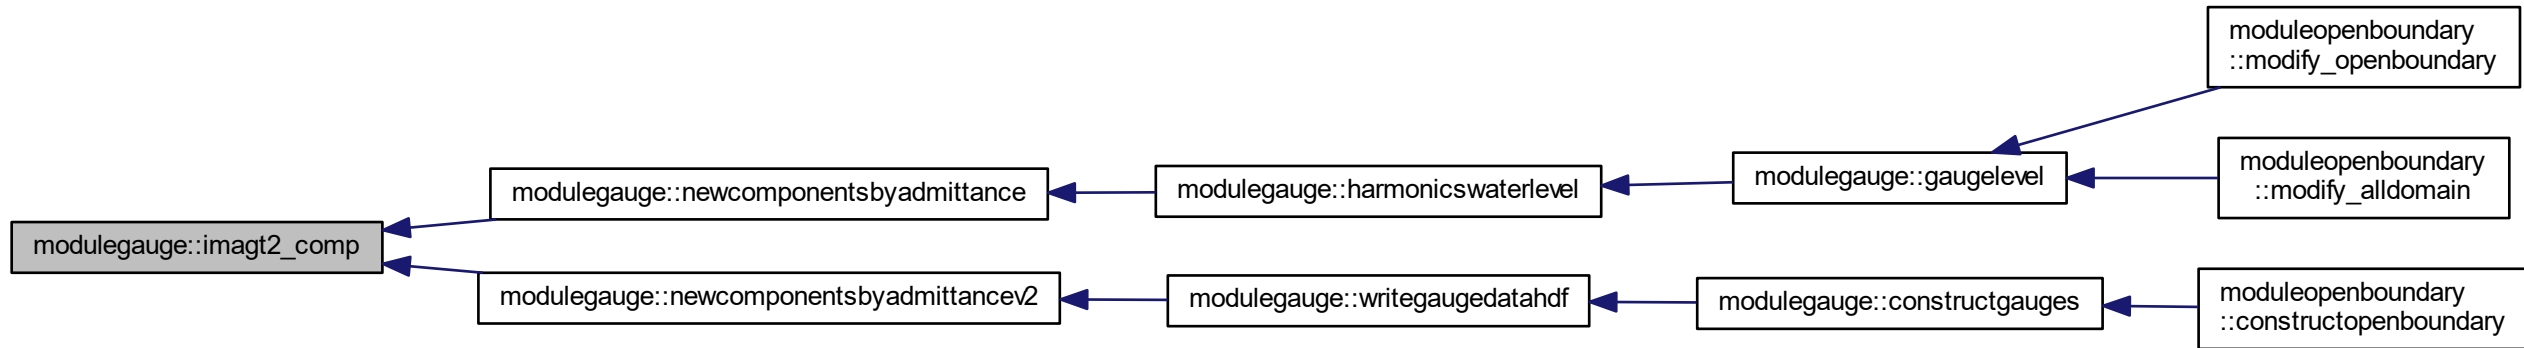 moduleopenboundary
::modify_openboundary
moduleopenboundary
::modify_alldomain
modulegauge::gaugelevel
modulegauge::harmonicswaterlevel
modulegauge::newcomponentsbyadmittance
modulegauge::imagt2_comp
modulegauge::newcomponentsbyadmittancev2
modulegauge::writegaugedatahdf
modulegauge::constructgauges
moduleopenboundary
::constructopenboundary